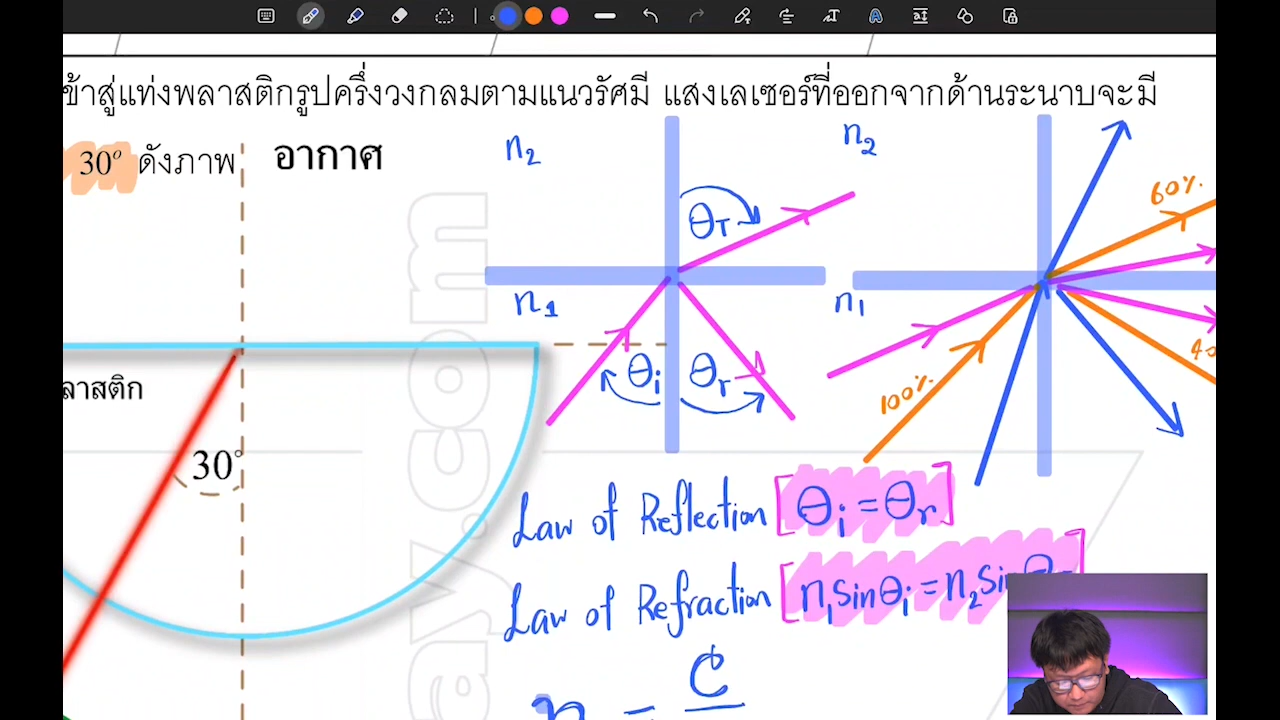 ข้าสู่แท่งพลาสติกรูปครึ่งวงกลมตามแนวรัศมี แสงเลเซอร์ที่ออกจากด้านระนาบจะมี
30° ดังภาพ
อากาศ
n₂
n₂
60%
θT
n₁
n₁
θi
θr
ลาสติก
100%
30°
ay.com
Law of Reflection [θi = θr]
Law of Refraction [n₁sinθi = n₂sin
n = c